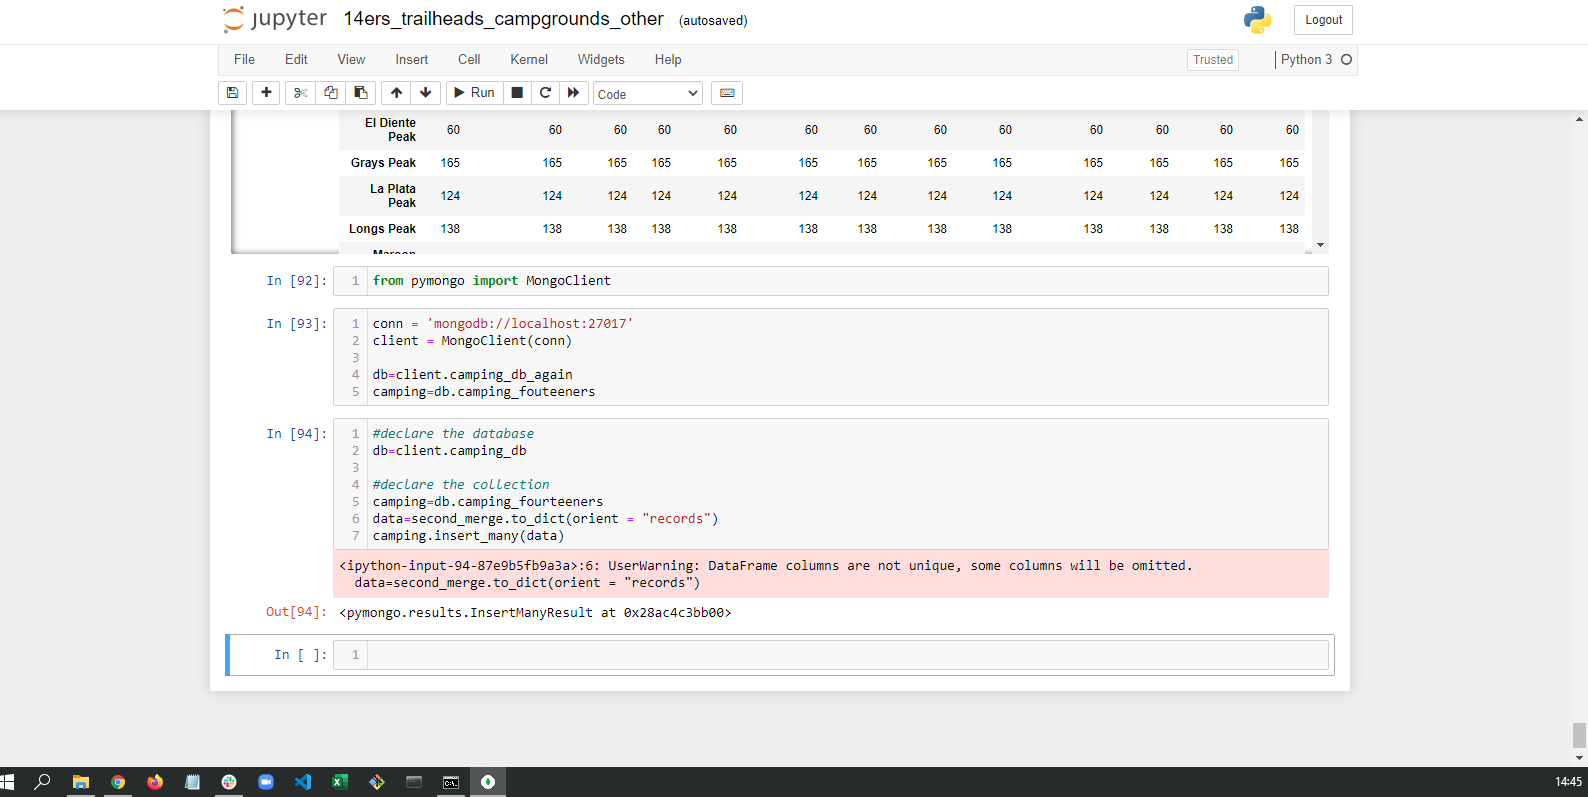 jupyter 14ers_trailheads_campgrounds_other (autosaved) Logout
File Edit View Insert Cell Kernel Widgets Help Trusted Python 3
Run Code
El Diente
Peak 60 60 60 60 60 60 60 60 60 60 60 60 60
Grays Peak 165 165 165 165 165 165 165 165 165 165 165 165 165
La Plata
Peak 124 124 124 124 124 124 124 124 124 124 124 124 124
Longs Peak 138 138 138 138 138 138 138 138 138 138 138 138 138
Maroon
In [92]: 1 from pymongo import MongoClient
In [93]: 1 conn = 'mongodb://localhost:27017'
2 client = MongoClient(conn)
3
4 db=client.camping_db_again
5 camping=db.camping_fouteeners
In [94]: 1 #declare the database
2 db=client.camping_db
3
4 #declare the collection
5 camping=db.camping_fourteeners
6 data=second_merge.to_dict(orient = "records")
7 camping.insert_many(data)
<ipython-input-94-87e9b5fb9a3a>:6: UserWarning: DataFrame columns are not unique, some columns will be omitted.
data=second_merge.to_dict(orient = "records")
Out[94]: <pymongo.results.InsertManyResult at 0x28ac4c3bb00>
In [ ]: 1
14:45